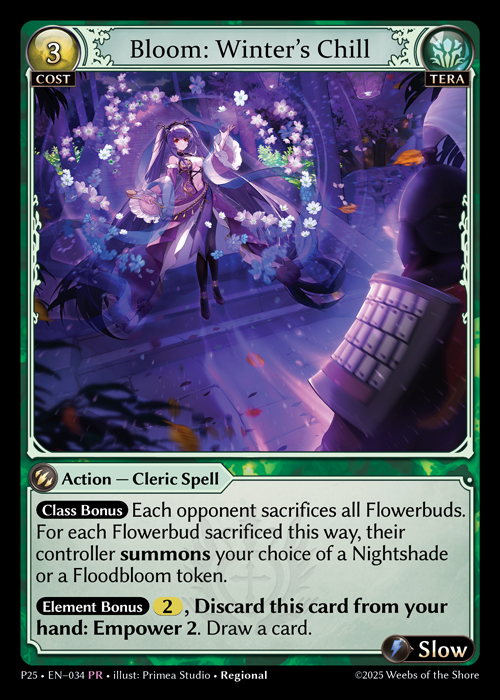 3
COST
Bloom: Winter's Chill
TERA
Action — Cleric Spell
Class Bonus Each opponent sacrifices all Flowerbuds.
For each Flowerbud sacrificed this way, their
controller summons your choice of a Nightshade
or a Floodbloom token.
Element Bonus 2, Discard this card from your
hand: Empower 2. Draw a card.
Slow
P25 • EN–034 PR • illust: Primea Studio • Regional
©2025 Weebs of the Shore